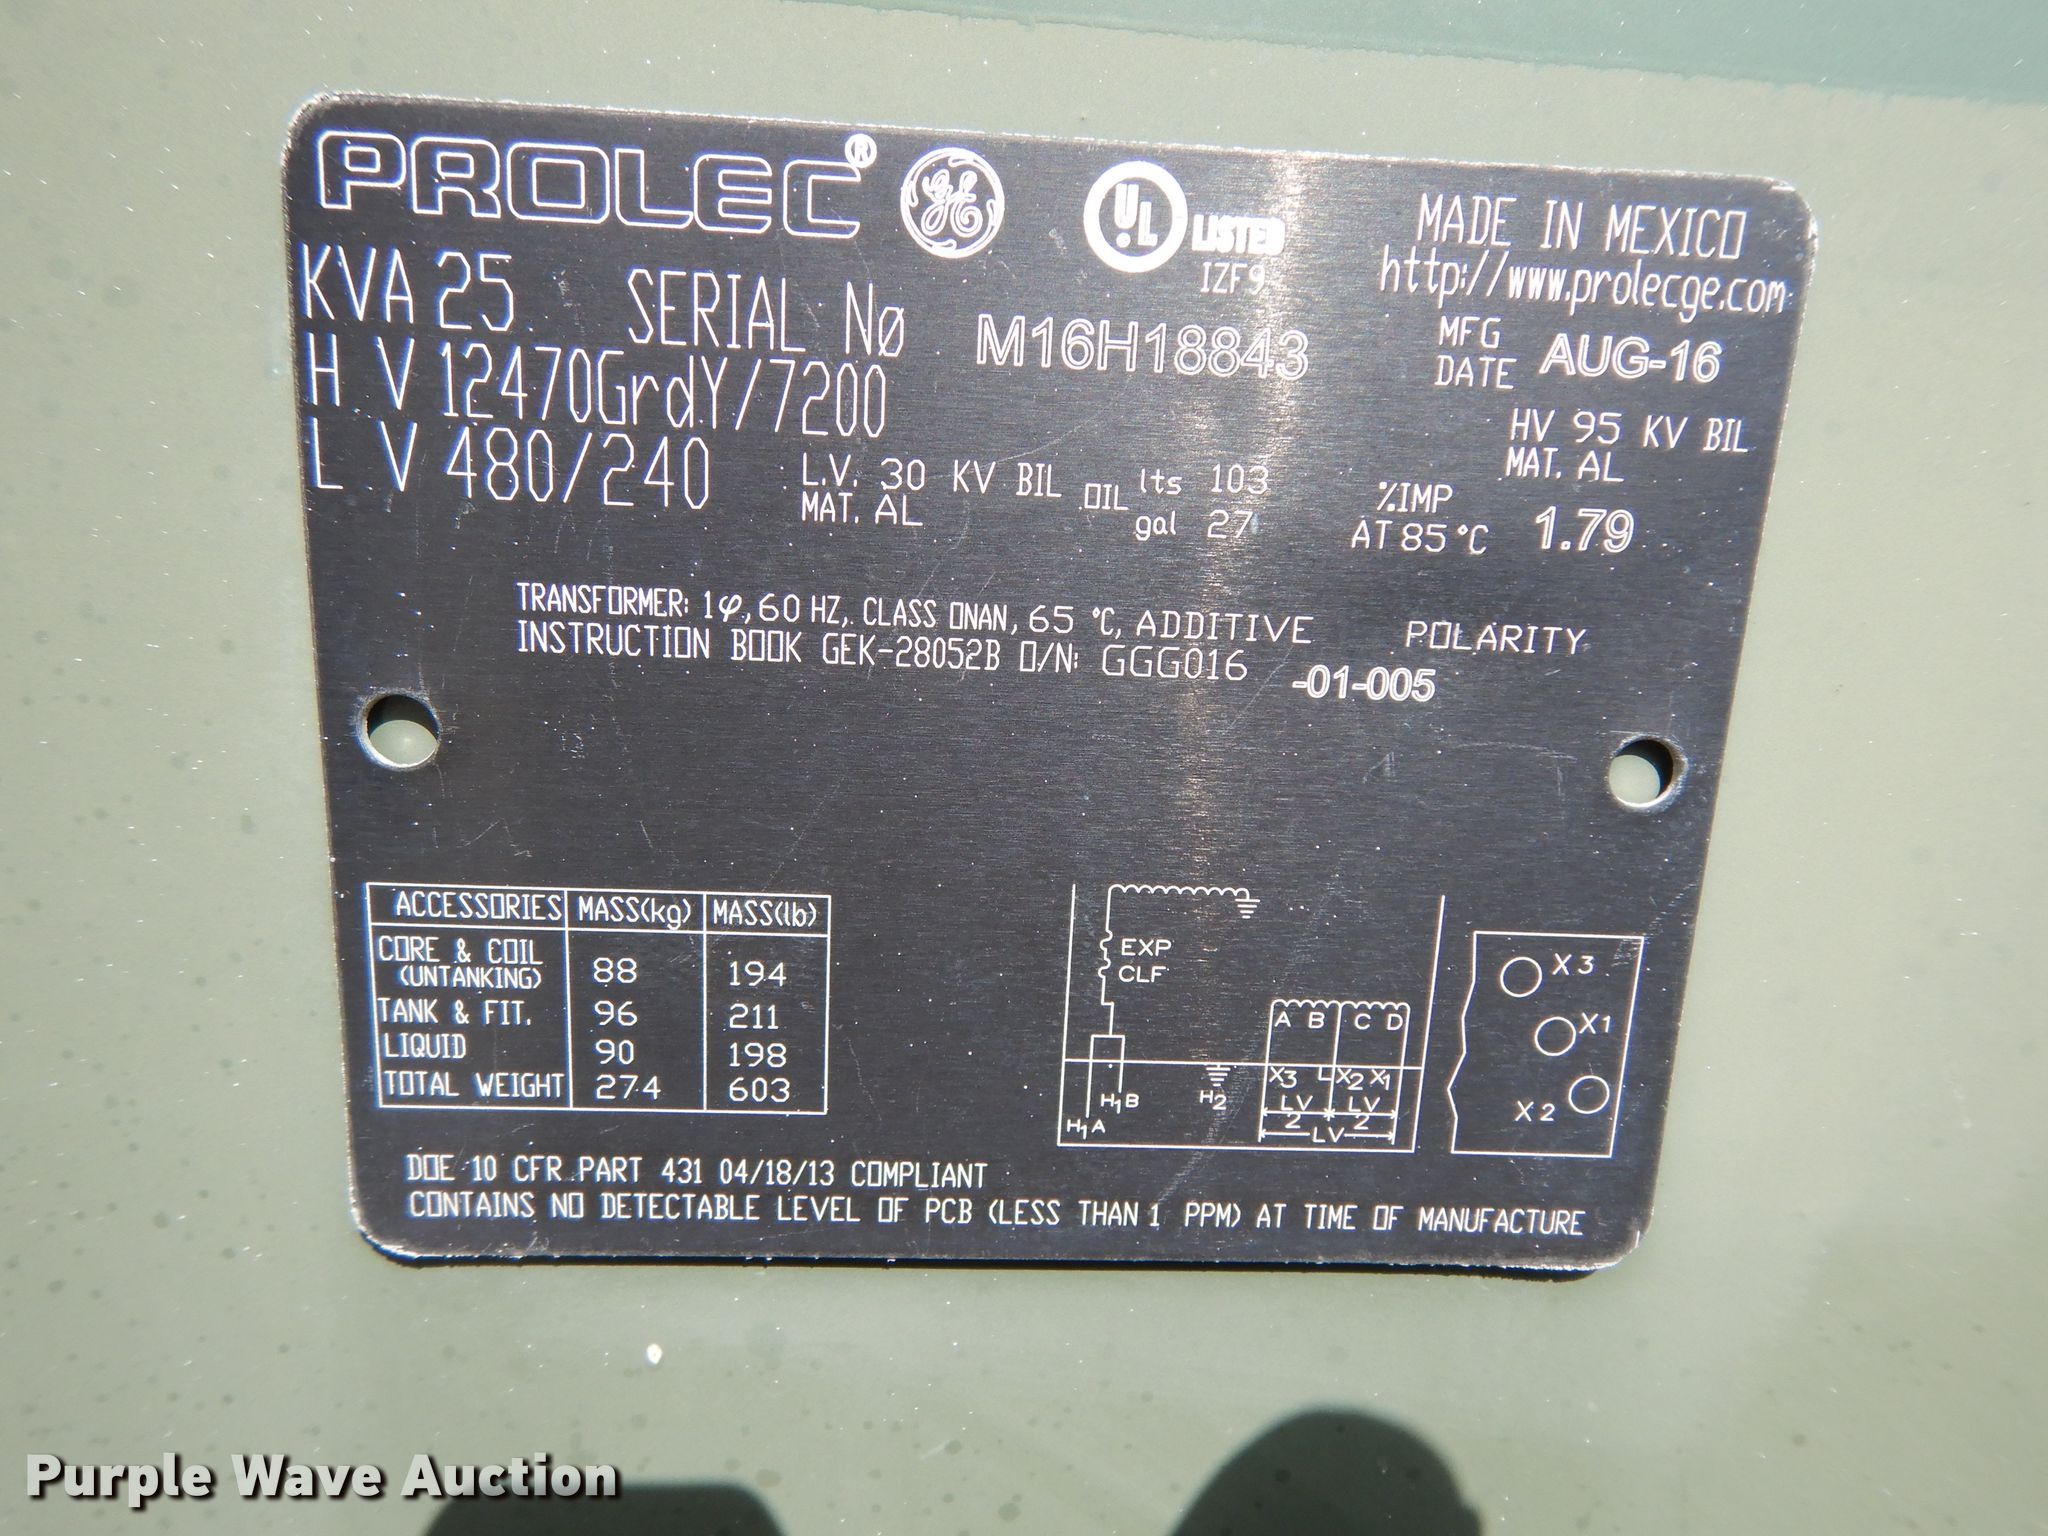 PROLEC® GE UL LISTED MADE IN MEXICO
IZF9 http://www.prolecge.com
KVA 25 SERIAL Nø M16H18843 MFG DATE AUG-16
H V 12470GrdY/7200 HV 95 KV BIL
MAT. AL
L V 480/240 L.V. 30 KV BIL OIL lts 103 %IMP
MAT. AL gal 27 AT 85 °C 1.79
TRANSFORMER: 1φ, 60 HZ, CLASS ONAN, 65 °C, ADDITIVE POLARITY
INSTRUCTION BOOK GEK-28052B O/N: GGG016 -01-005
ACCESSORIES MASS(kg) MASS(lb)
CORE & COIL
(UNTANKING) 88 194
TANK & FIT. 96 211
LIQUID 90 198
TOTAL WEIGHT 274 603
EXP
CLF
A B C D
X3 X2 X1
H1B H2 LV LV
H1A 2 2
LV
X3
X1
X2
DOE 10 CFR PART 431 04/18/13 COMPLIANT
CONTAINS NO DETECTABLE LEVEL OF PCB (LESS THAN 1 PPM) AT TIME OF MANUFACTURE
Purple Wave Auction